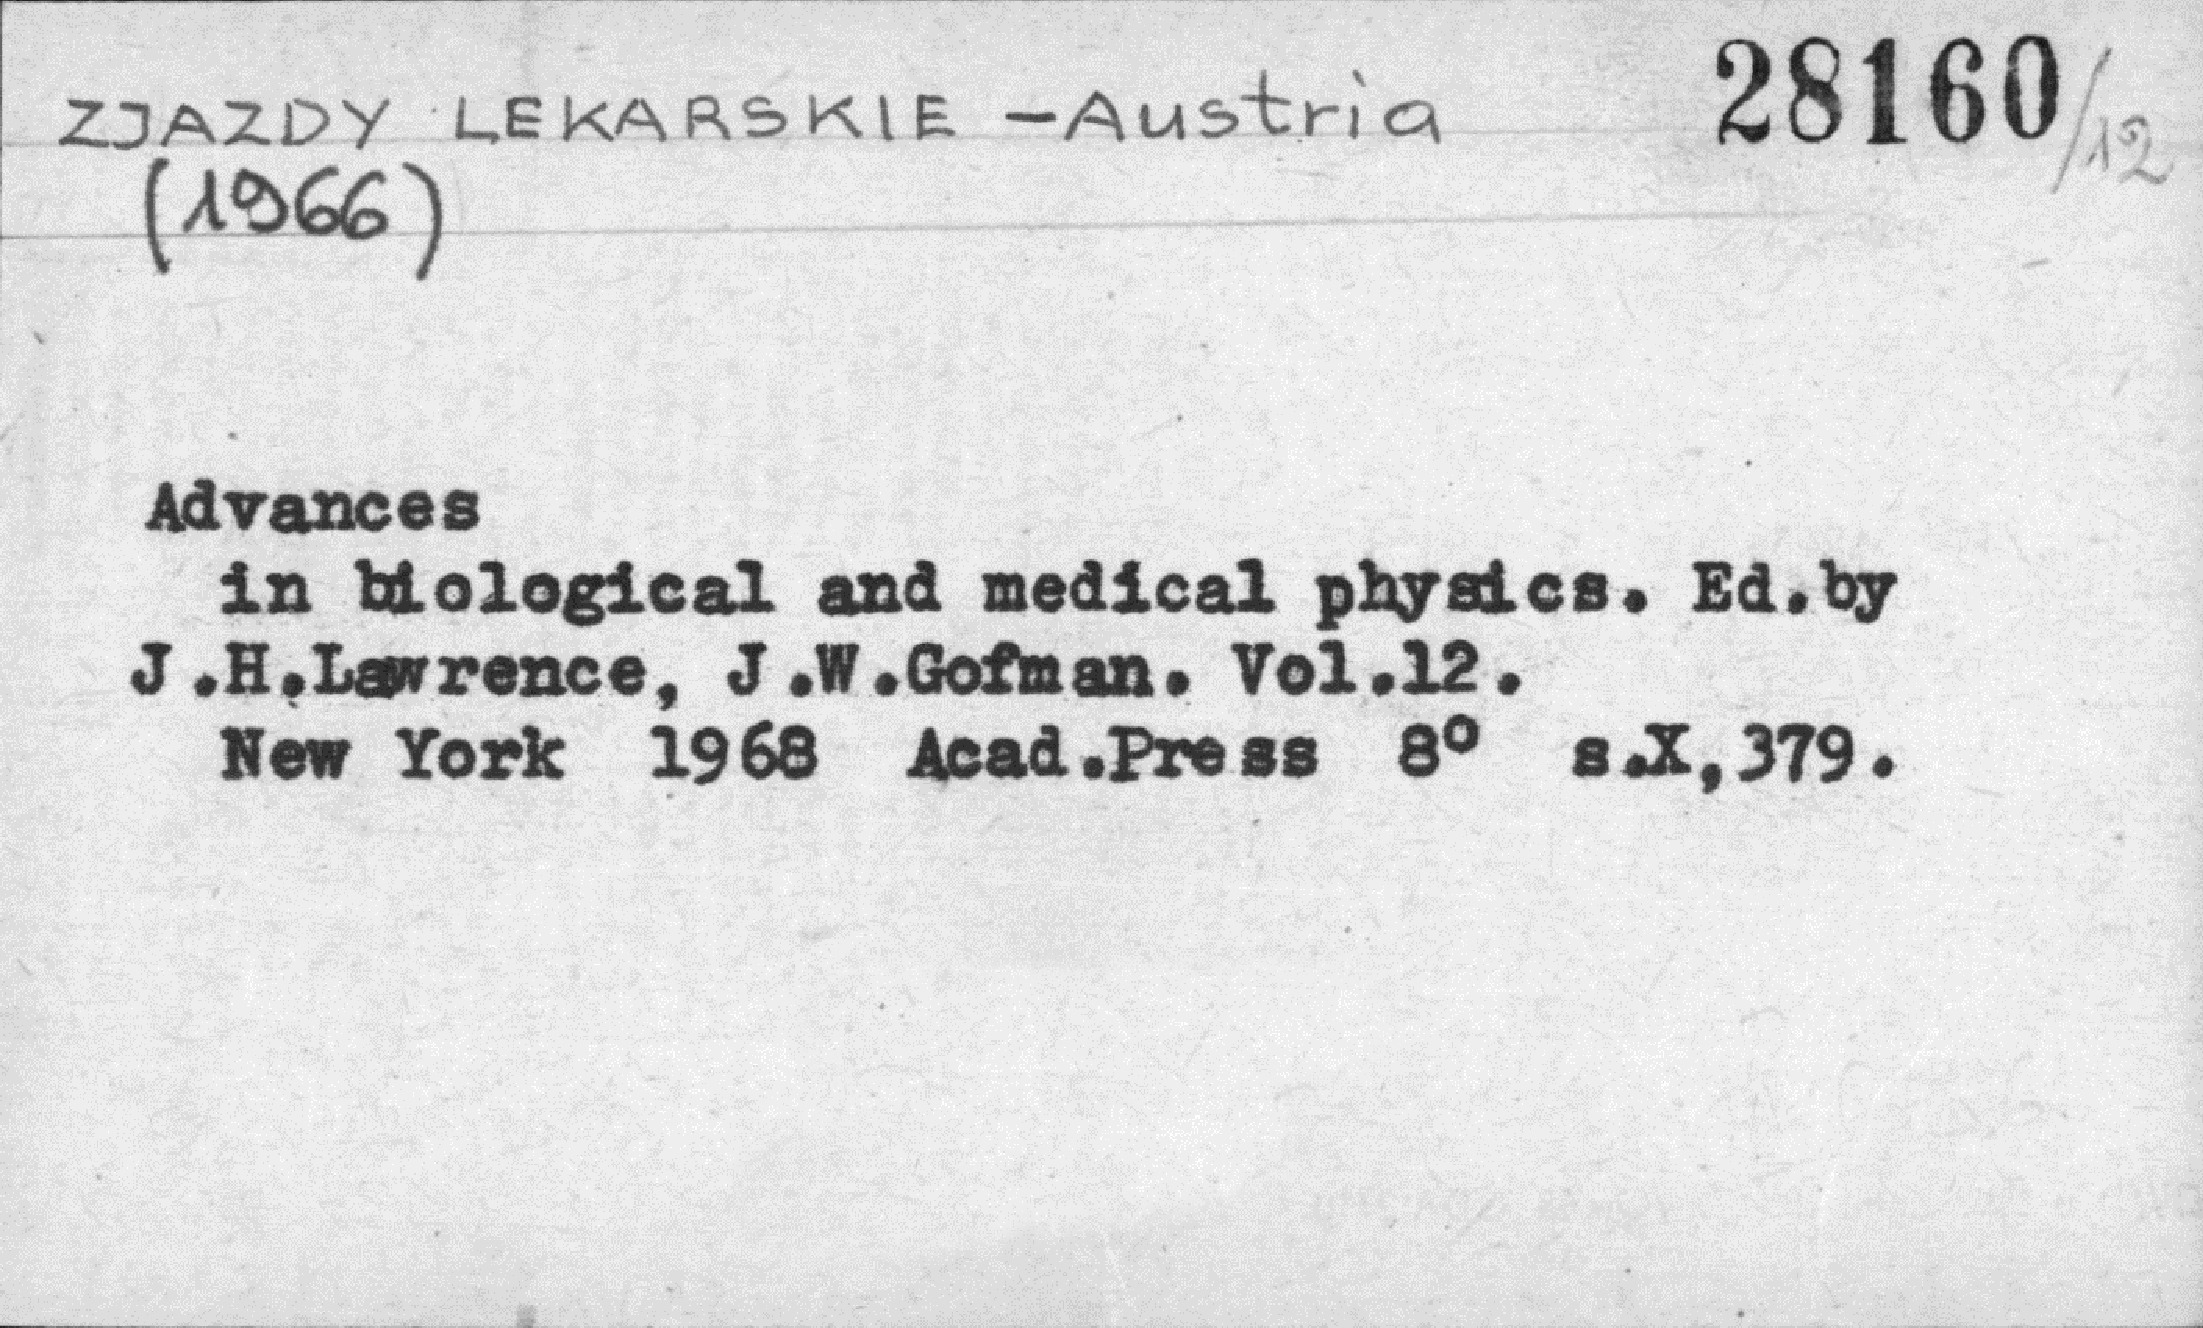 ZJAZDY LEKARSKIE - Austria 28160/12
(1966)
Advances
in biological and medical physics. Ed.by
J.H.Lawrence, J.W.Gofman. Vol.12.
New York 1968 Acad.Press 8° s.X,379.